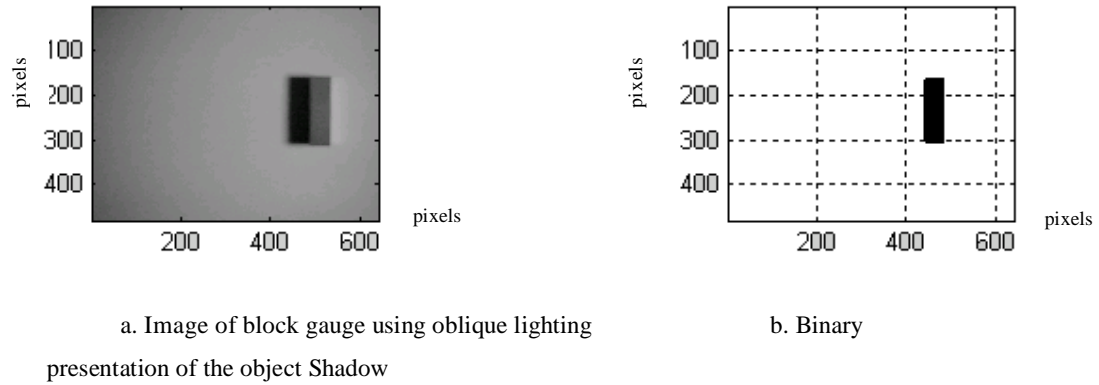 100
200
300
400
pixels
200 400 600
pixels
100
200
300
400
pixels
200 400 600
pixels
a. Image of block gauge using oblique lighting
b. Binary
presentation of the object Shadow